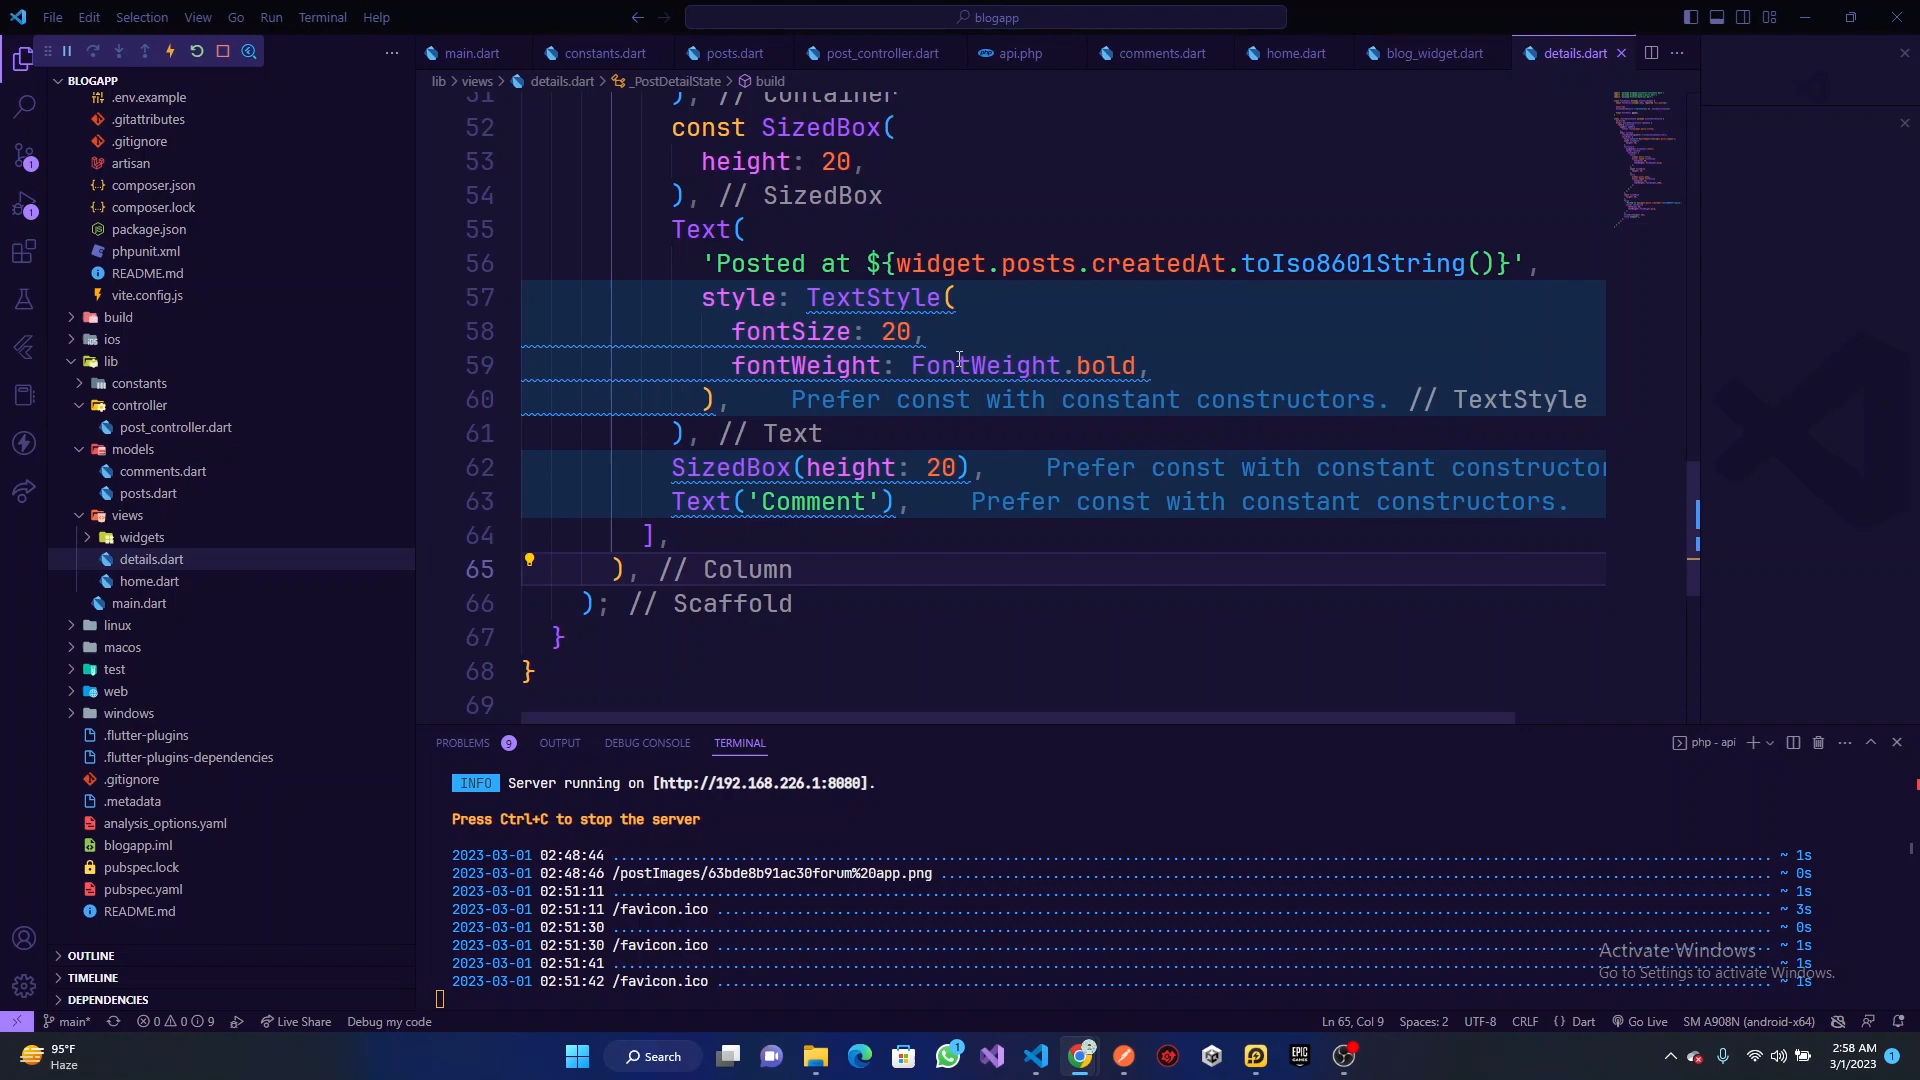 File Edit Selection View Go Run Terminal Help
blogapp
main.dart constants.dart posts.dart post_controller.dart api.php comments.dart home.dart blog_widget.dart details.dart
lib > views > details.dart > _PostDetailState > build
BLOGAPP
.env.example
.gitattributes
.gitignore
artisan
composer.json
composer.lock
package.json
phpunit.xml
README.md
vite.config.js
build
ios
lib
constants
controller
post_controller.dart
models
comments.dart
posts.dart
views
widgets
details.dart
home.dart
main.dart
linux
macos
test
web
windows
.flutter-plugins
.flutter-plugins-dependencies
.gitignore
.metadata
analysis_options.yaml
blogapp.iml
pubspec.lock
pubspec.yaml
README.md
OUTLINE
TIMELINE
DEPENDENCIES
51 ), // Container
52 const SizedBox(
53 height: 20,
54 ), // SizedBox
55 Text(
56 'Posted at ${widget.posts.createdAt.toIso8601String()}',
57 style: TextStyle(
58 fontSize: 20,
59 fontWeight: FontWeight.bold,
60 ), Prefer const with constant constructors. // TextStyle
61 ), // Text
62 SizedBox(height: 20), Prefer const with constant constructor
63 Text('Comment'), Prefer const with constant constructors.
64 ],
65 ), // Column
66 ); // Scaffold
67 }
68 }
69
PROBLEMS 9 OUTPUT DEBUG CONSOLE TERMINAL
php - api
INFO Server running on [http://192.168.226.1:8080].
Press Ctrl+C to stop the server
2023-03-01 02:48:44 ~ 1s
2023-03-01 02:48:46 /postImages/63bde8b91ac30forum%20app.png ~ 0s
2023-03-01 02:51:11 ~ 1s
2023-03-01 02:51:11 /favicon.ico ~ 3s
2023-03-01 02:51:30 ~ 0s
2023-03-01 02:51:30 /favicon.ico ~ 1s
2023-03-01 02:51:41 ~ 1s
2023-03-01 02:51:42 /favicon.ico ~ 1s
Activate Windows
Go to Settings to activate Windows.
main* 0 0 9 Live Share Debug my code
Ln 65, Col 9 Spaces: 2 UTF-8 CRLF { } Dart Go Live SM A908N (android-x64)
95°F
Haze
Search
2:58 AM
3/1/2023